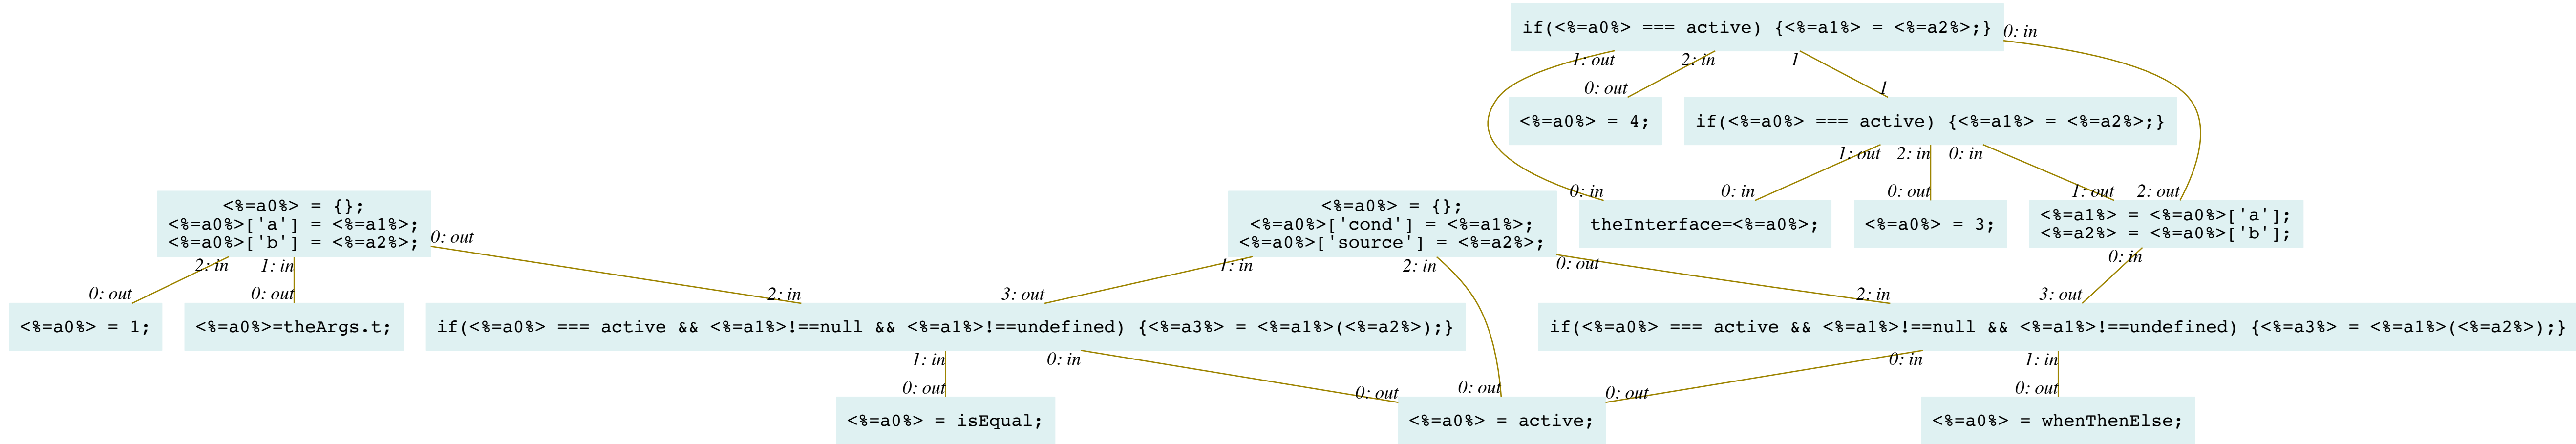 if(<%=a0%> === active) {<%=a1%> = <%=a2%>;}
0: in
1: out
2: in
1
0: out
1
<%=a0%> = 4;
if(<%=a0%> === active) {<%=a1%> = <%=a2%>;}
1: out
2: in
0: in
0: in
0: in
0: out
1: out
2: out
<%=a0%> = {};
<%=a0%>['a'] = <%=a1%>;
<%=a0%>['b'] = <%=a2%>;
0: out
<%=a0%> = {};
<%=a0%>['cond'] = <%=a1%>;
<%=a0%>['source'] = <%=a2%>;
theInterface=<%=a0%>;
<%=a0%> = 3;
<%=a1%> = <%=a0%>['a'];
<%=a2%> = <%=a0%>['b'];
2: in
1: in
1: in
2: in
0: out
0: in
0: out
0: out
2: in
3: out
2: in
3: out
<%=a0%> = 1;
<%=a0%>=theArgs.t;
if(<%=a0%> === active && <%=a1%>!==null && <%=a1%>!==undefined) {<%=a3%> = <%=a1%>(<%=a2%>);}
if(<%=a0%> === active && <%=a1%>!==null && <%=a1%>!==undefined) {<%=a3%> = <%=a1%>(<%=a2%>);}
1: in
0: in
0: in
1: in
0: out
0: out
0: out
0: out
0: out
<%=a0%> = isEqual;
<%=a0%> = active;
<%=a0%> = whenThenElse;